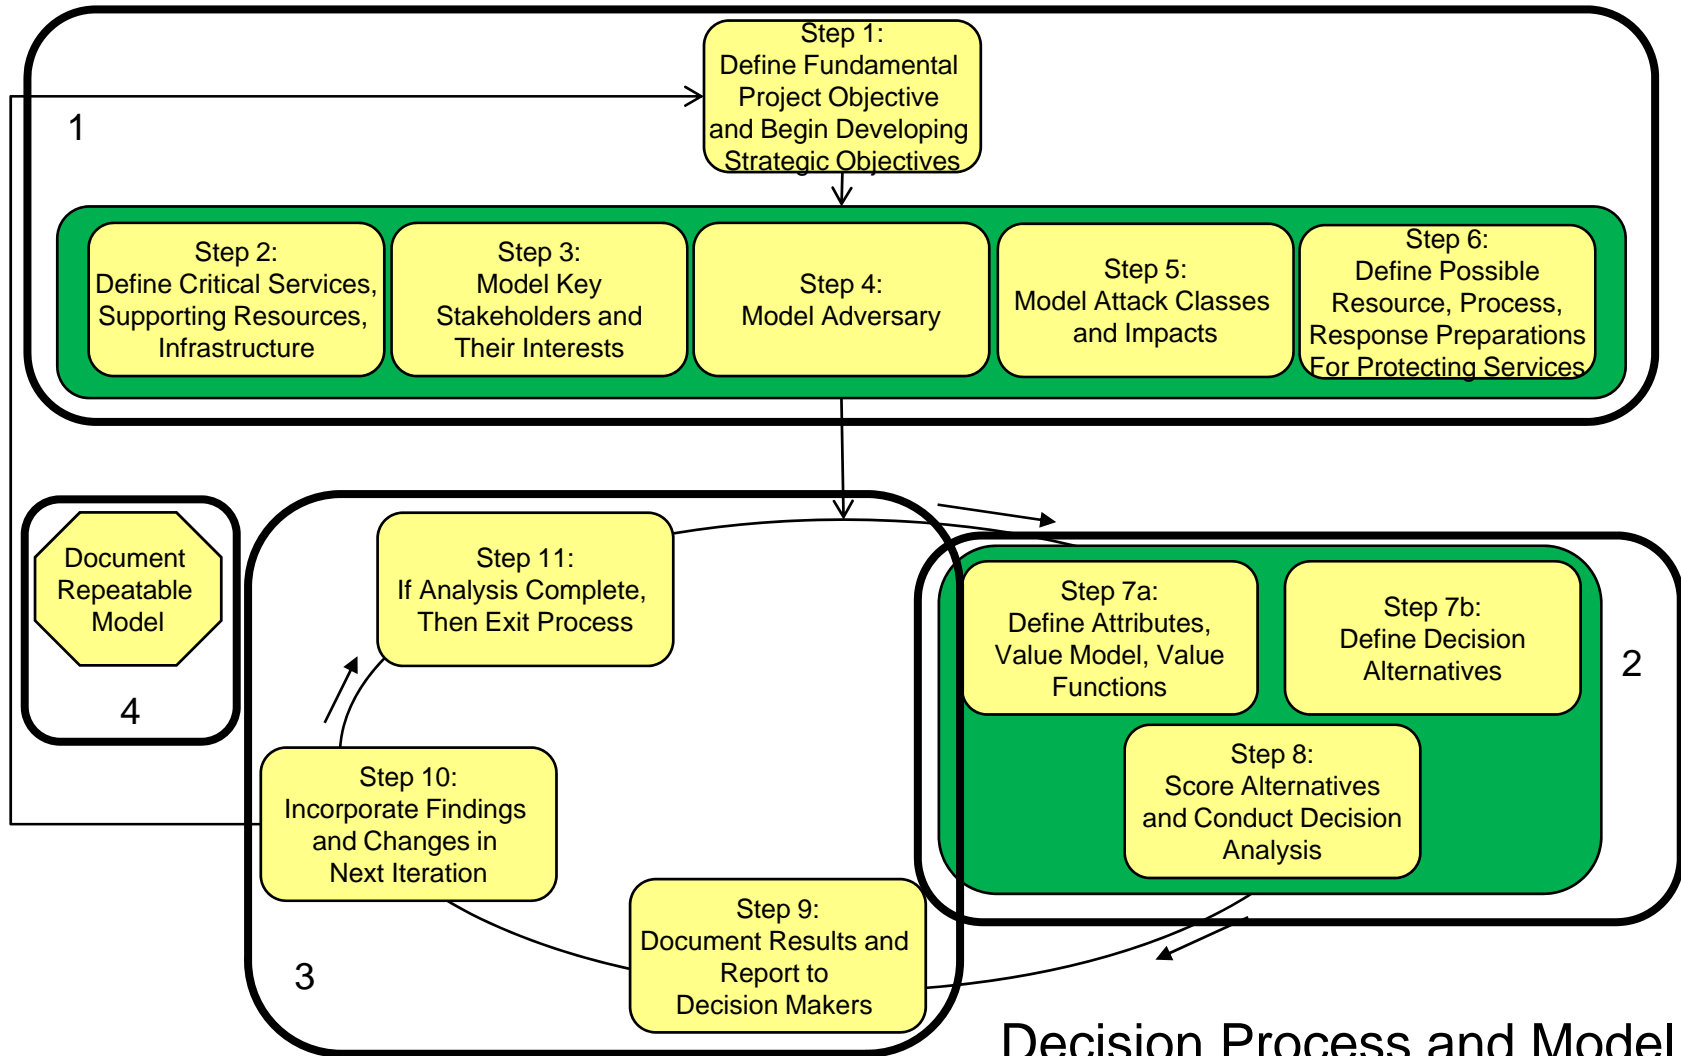 Step 1:
Define Fundamental
Project Objective
and Begin Developing
Strategic Objectives
1
Step 2:
Define Critical Services,
Supporting Resources,
Infrastructure
Step 3:
Model Key
Stakeholders and
Their Interests
Step 4:
Model Adversary
Step 5:
Model Attack Classes
and Impacts
Step 6:
Define Possible
Resource, Process,
Response Preparations
For Protecting Services
Document
Repeatable
Model
4
Step 11:
If Analysis Complete,
Then Exit Process
Step 7a:
Define Attributes,
Value Model, Value
Functions
Step 7b:
Define Decision
Alternatives
2
Step 8:
Score Alternatives
and Conduct Decision
Analysis
Step 10:
Incorporate Findings
and Changes in
Next Iteration
Step 9:
Document Results and
Report to
Decision Makers
3
Decision Process and Model